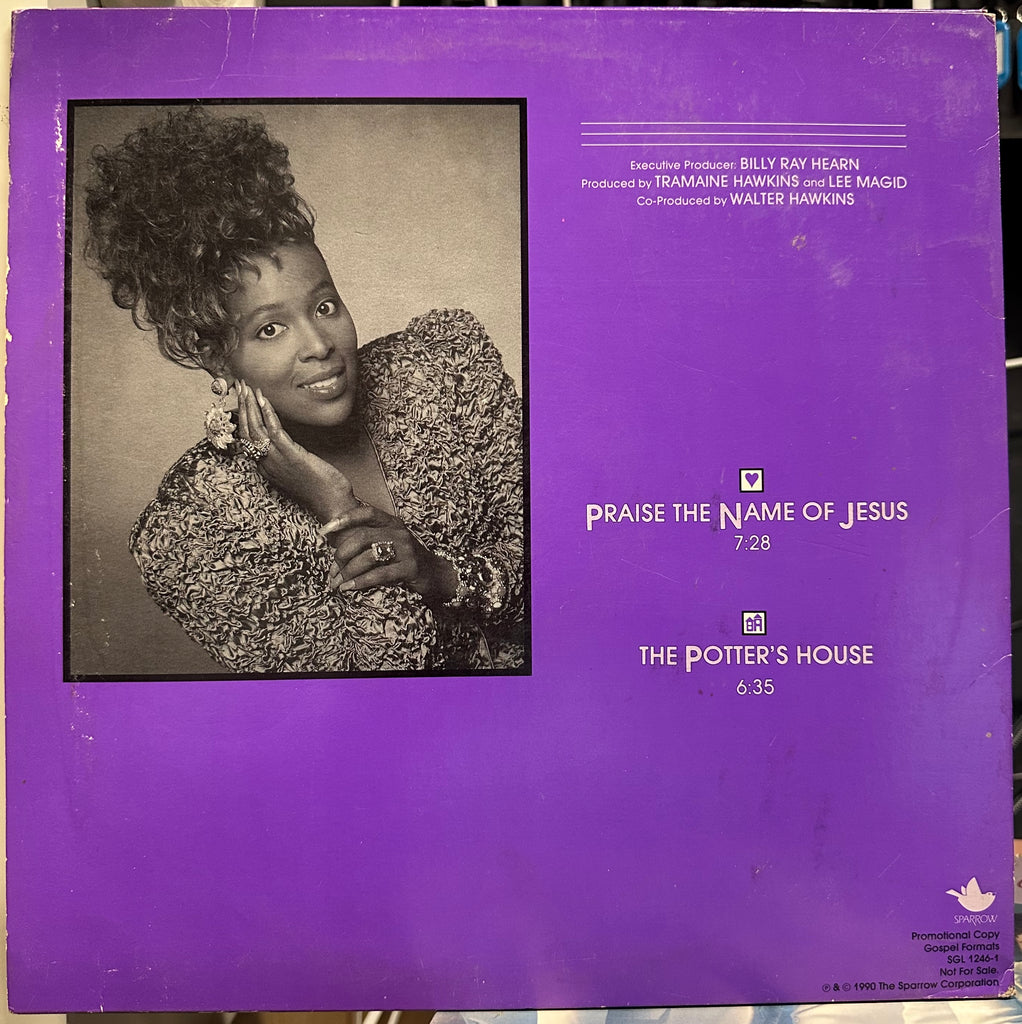 Executive Producer: BILLY RAY HEARN
Produced by TRAMAINE HAWKINS and LEE MAGID
Co-Produced by WALTER HAWKINS
PRAISE THE NAME OF JESUS
7:28
THE POTTER'S HOUSE
6:35
SPARROW
Promotional Copy
Gospel Formats
SGL 1246-1
Not For Sale.
℗ & © 1990 The Sparrow Corporation